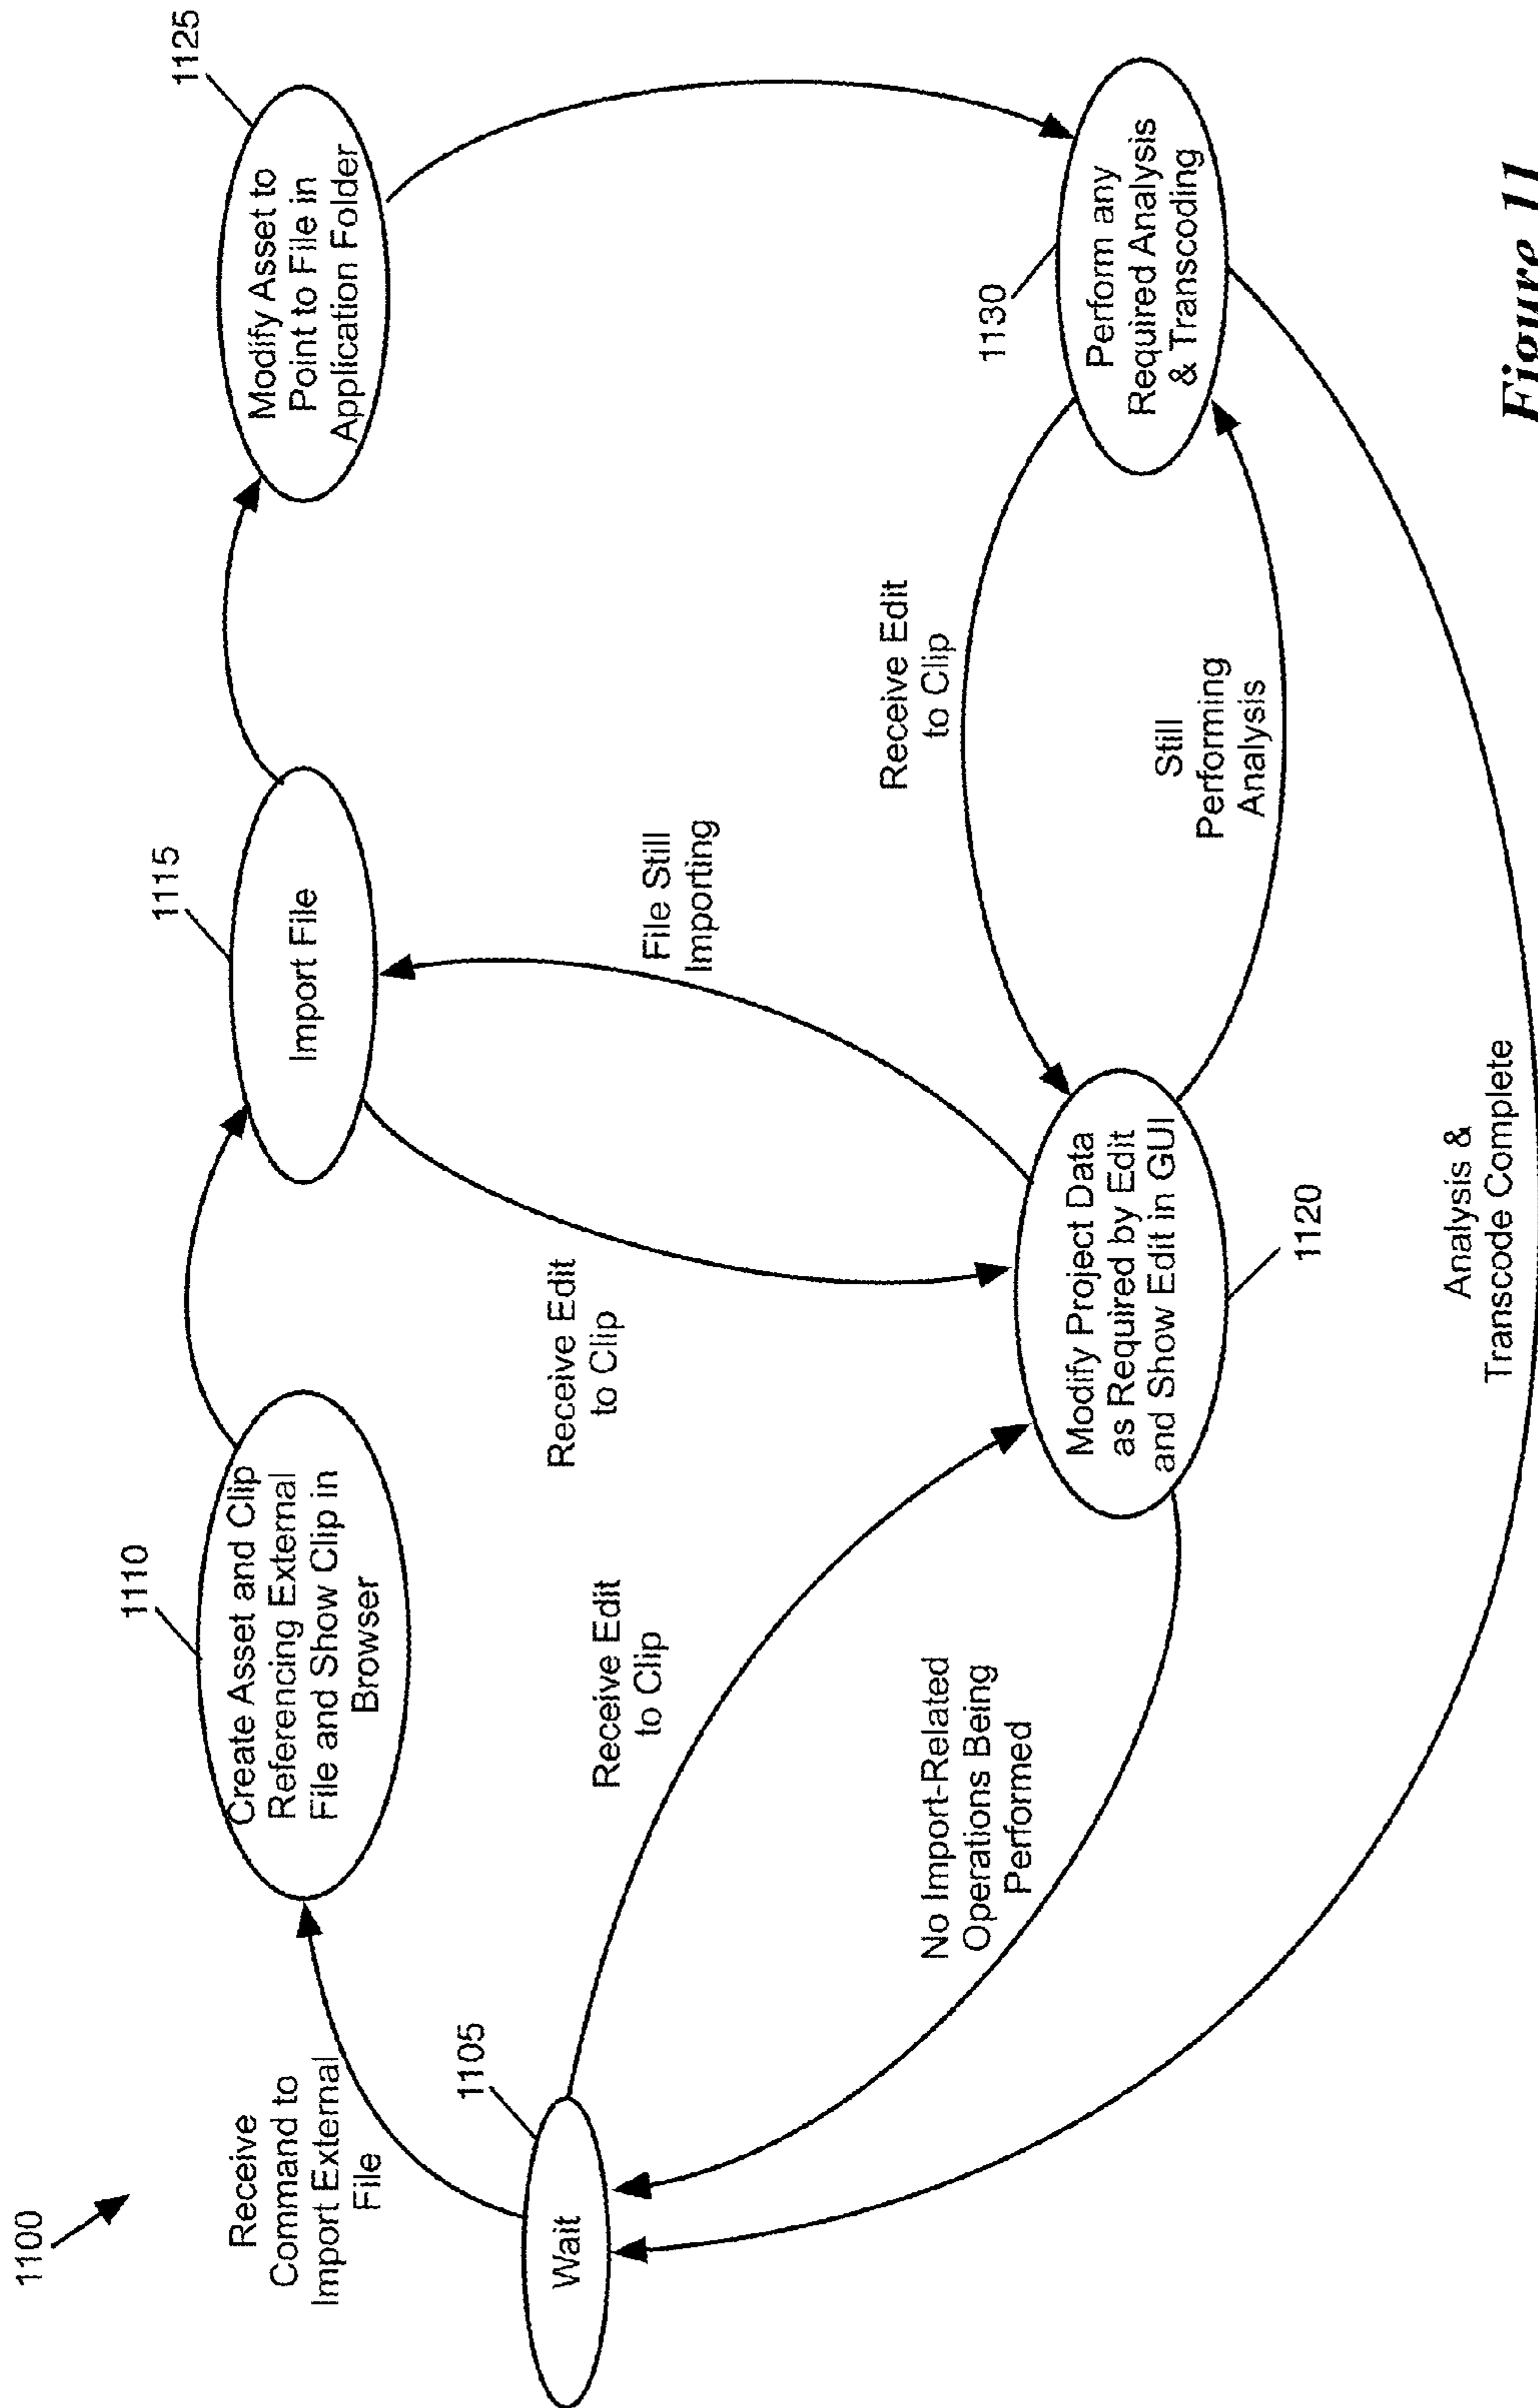 1100
Receive
Command to
Import External
File
1105
Wait
1110
Create Asset and Clip
Referencing External
File and Show Clip in
Browser
1115
Import File
1125
Modify Asset to
Point to File in
Application Folder
Receive Edit
to Clip
No Import-Related
Operations Being
Performed
Receive Edit
to Clip
File Still
Importing
Modify Project Data
as Required by Edit
and Show Edit in GUI
1120
Receive Edit
to Clip
Still
Performing
Analysis
1130
Perform any
Required Analysis
& Transcoding
Analysis &
Transcode Complete
Figure 11